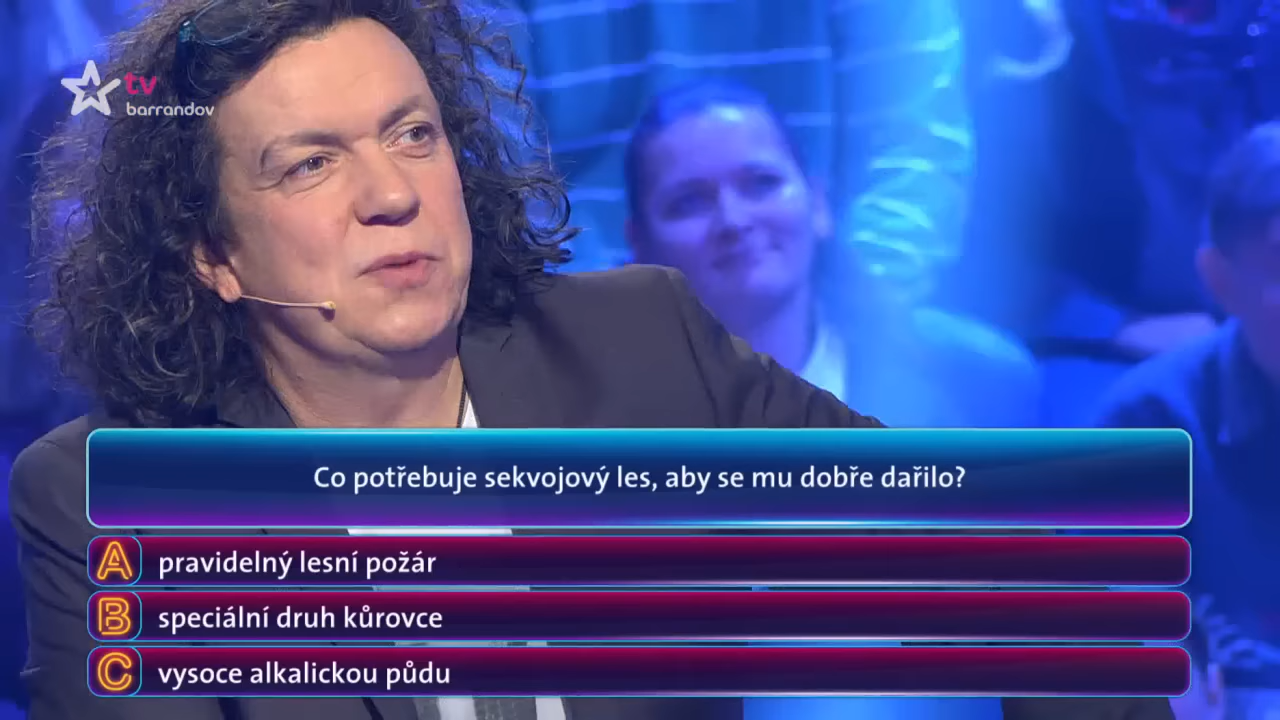 tv
barrandov
Co potřebuje sekvojový les, aby se mu dobře dařilo?
A pravidelný lesní požár
B speciální druh kůrovce
C vysoce alkalickou půdu